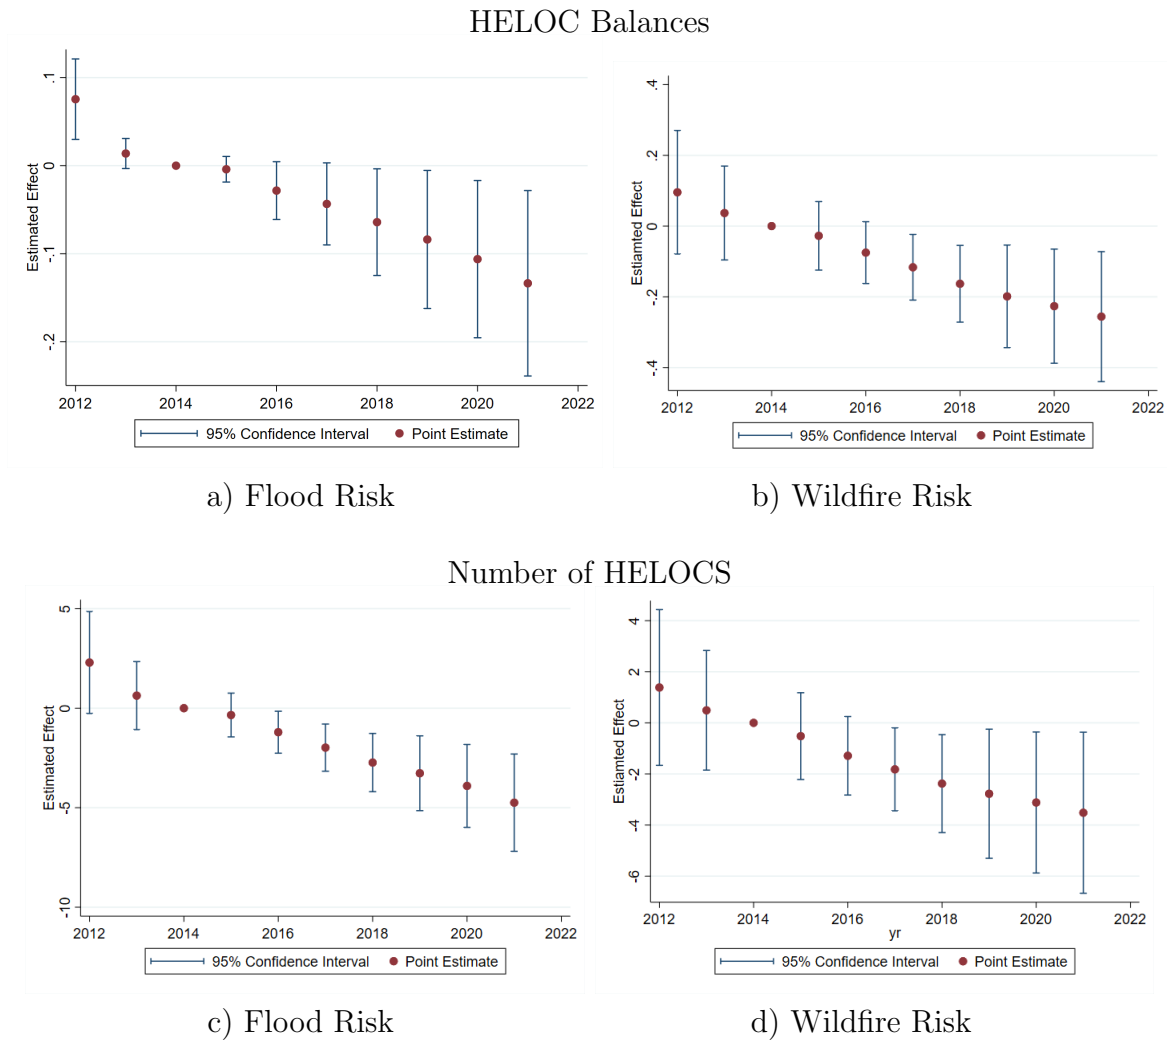 HELOC Balances
Estimated Effect
.1
0
-.1
-.2
2012 2014 2016 2018 2020 2022
95% Confidence Interval Point Estimate
a) Flood Risk
Estiamted Effect
.4
.2
0
-.2
-.4
2012 2014 2016 2018 2020 2022
95% Confidence Interval Point Estimate
b) Wildfire Risk
Number of HELOCS
Estimated Effect
5
0
-5
-10
2012 2014 2016 2018 2020 2022
95% Confidence Interval Point Estimate
c) Flood Risk
Estiamted Effect
4
2
0
-2
-4
-6
2012 2014 2016 2018 2020 2022
yr
95% Confidence Interval Point Estimate
d) Wildfire Risk